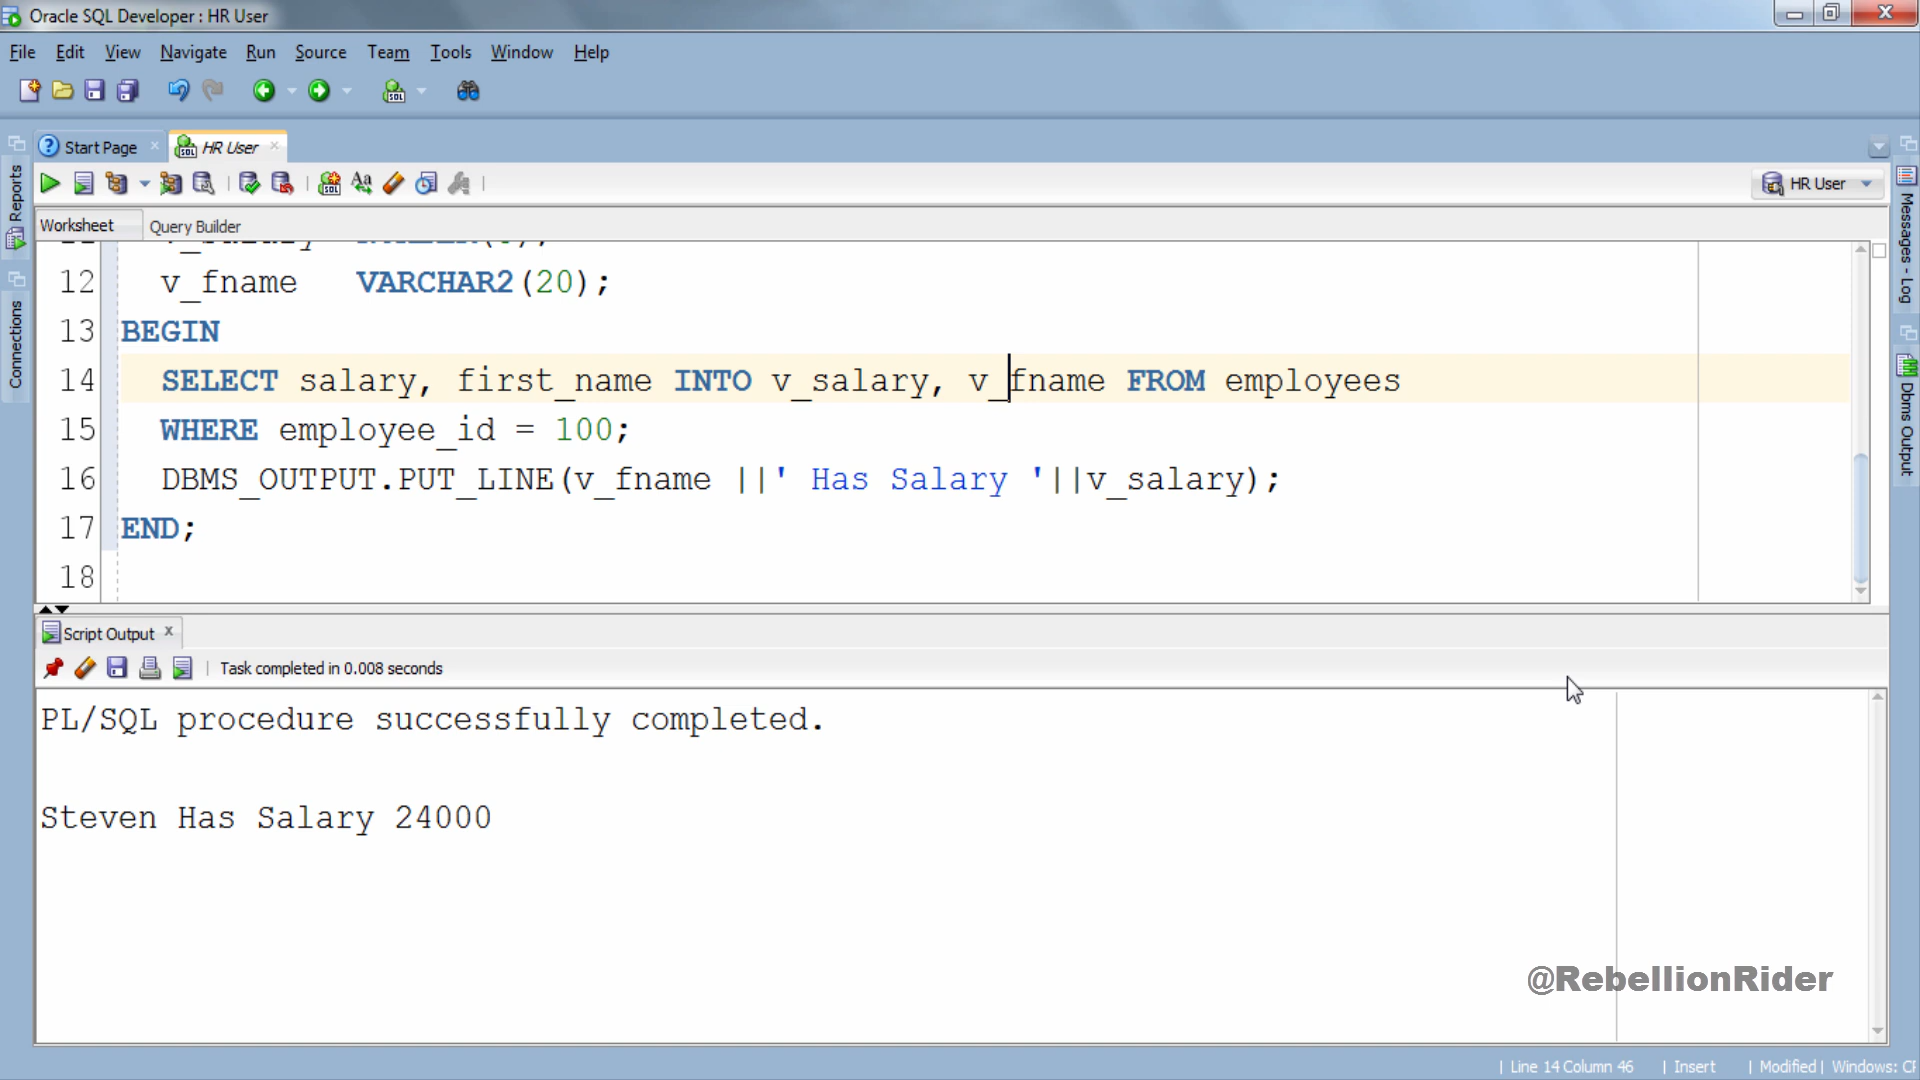 Oracle SQL Developer : HR User
File Edit View Navigate Run Source Team Tools Window Help
Start Page HR User
HR User
Worksheet Query Builder
12 v_fname VARCHAR2(20);
13 BEGIN
14 SELECT salary, first_name INTO v_salary, v_fname FROM employees
15 WHERE employee_id = 100;
16 DBMS_OUTPUT.PUT_LINE(v_fname ||' Has Salary '||v_salary);
17 END;
18
Script Output
Task completed in 0.008 seconds
PL/SQL procedure successfully completed.
Steven Has Salary 24000
@RebellionRider
Line 14 Column 46 | Insert | Modified | Windows:
Reports
Connections
Messages - Log
Dbms Output